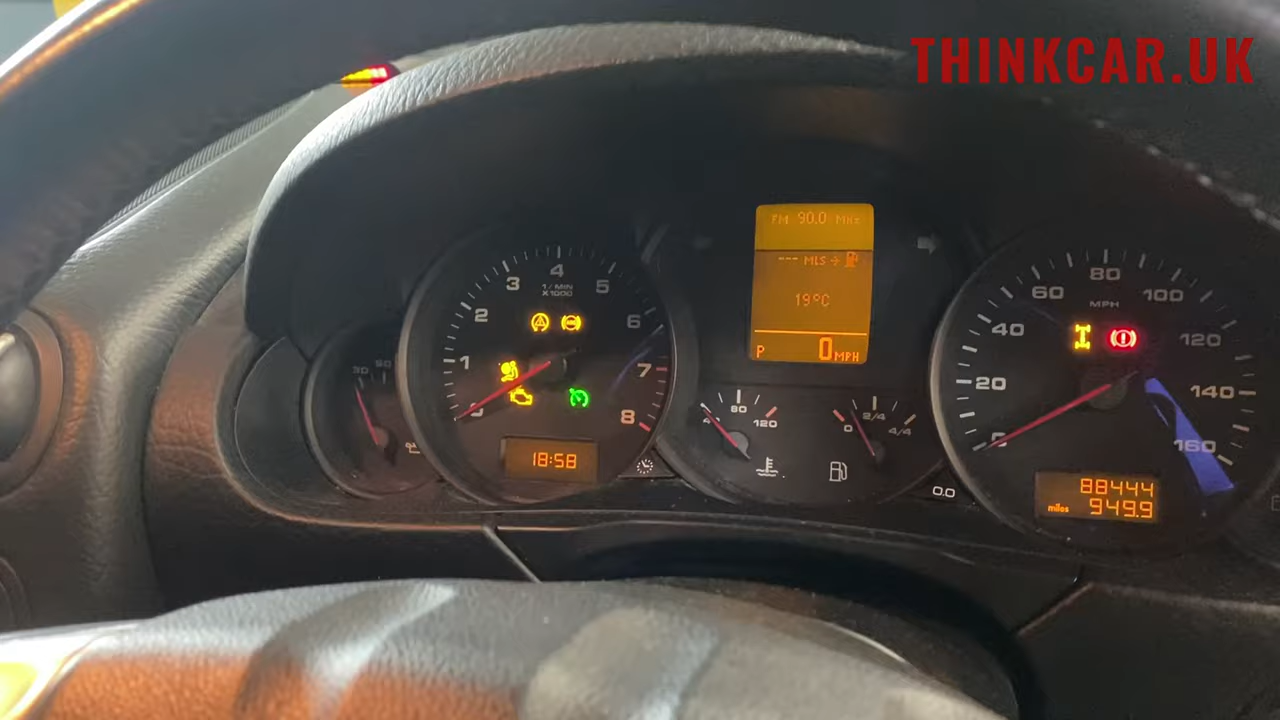 THINKCAR.UK
FM 90.0 MHz
--- MLS
19°C
P 0 MPH
1 2 3 4 5 6 7 8
1/MIN
X1000
18:58
80
120
0 2/4 4/4
0.0
20 40 60 80 100 120 140 160
MPH
88444
miles 949.9